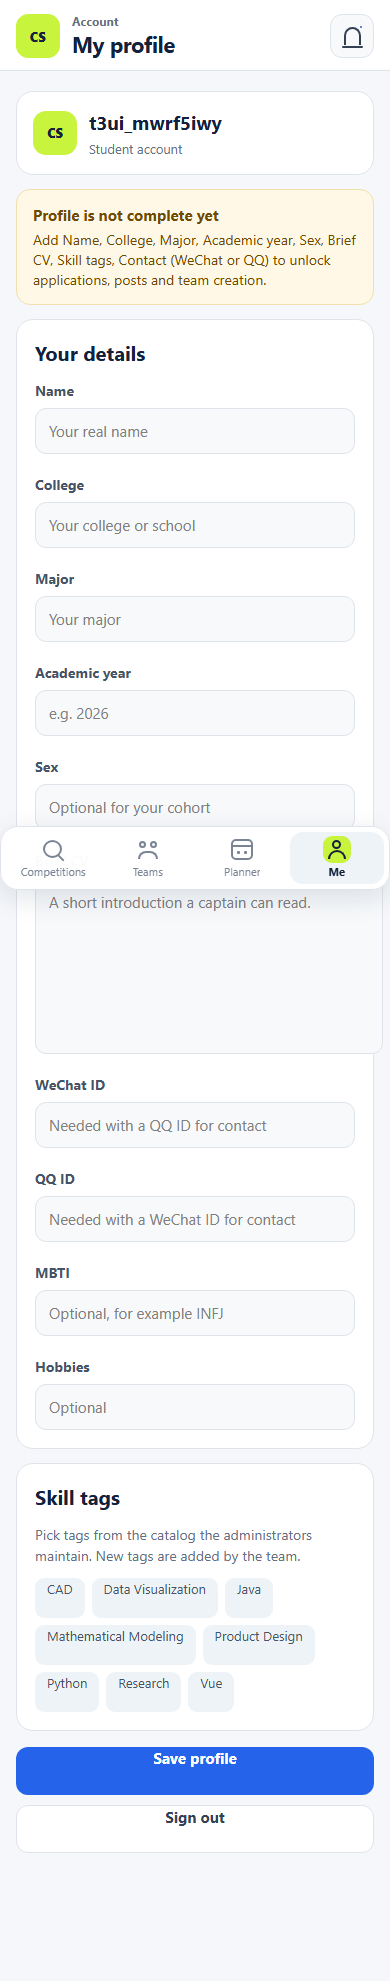 CS
Account
My profile
CS
t3ui_mwrf5iwy
Student account
Profile is not complete yet
Add Name, College, Major, Academic year, Sex, Brief
CV, Skill tags, Contact (WeChat or QQ) to unlock
applications, posts and team creation.
Your details
Name
Your real name
College
Your college or school
Major
Your major
Academic year
e.g. 2026
Sex
Optional for your cohort
Competitions
Teams
Planner
Me
A short introduction a captain can read.
WeChat ID
Needed with a QQ ID for contact
QQ ID
Needed with a WeChat ID for contact
MBTI
Optional, for example INFJ
Hobbies
Optional
Skill tags
Pick tags from the catalog the administrators
maintain. New tags are added by the team.
CAD
Data Visualization
Java
Mathematical Modeling
Product Design
Python
Research
Vue
Save profile
Sign out